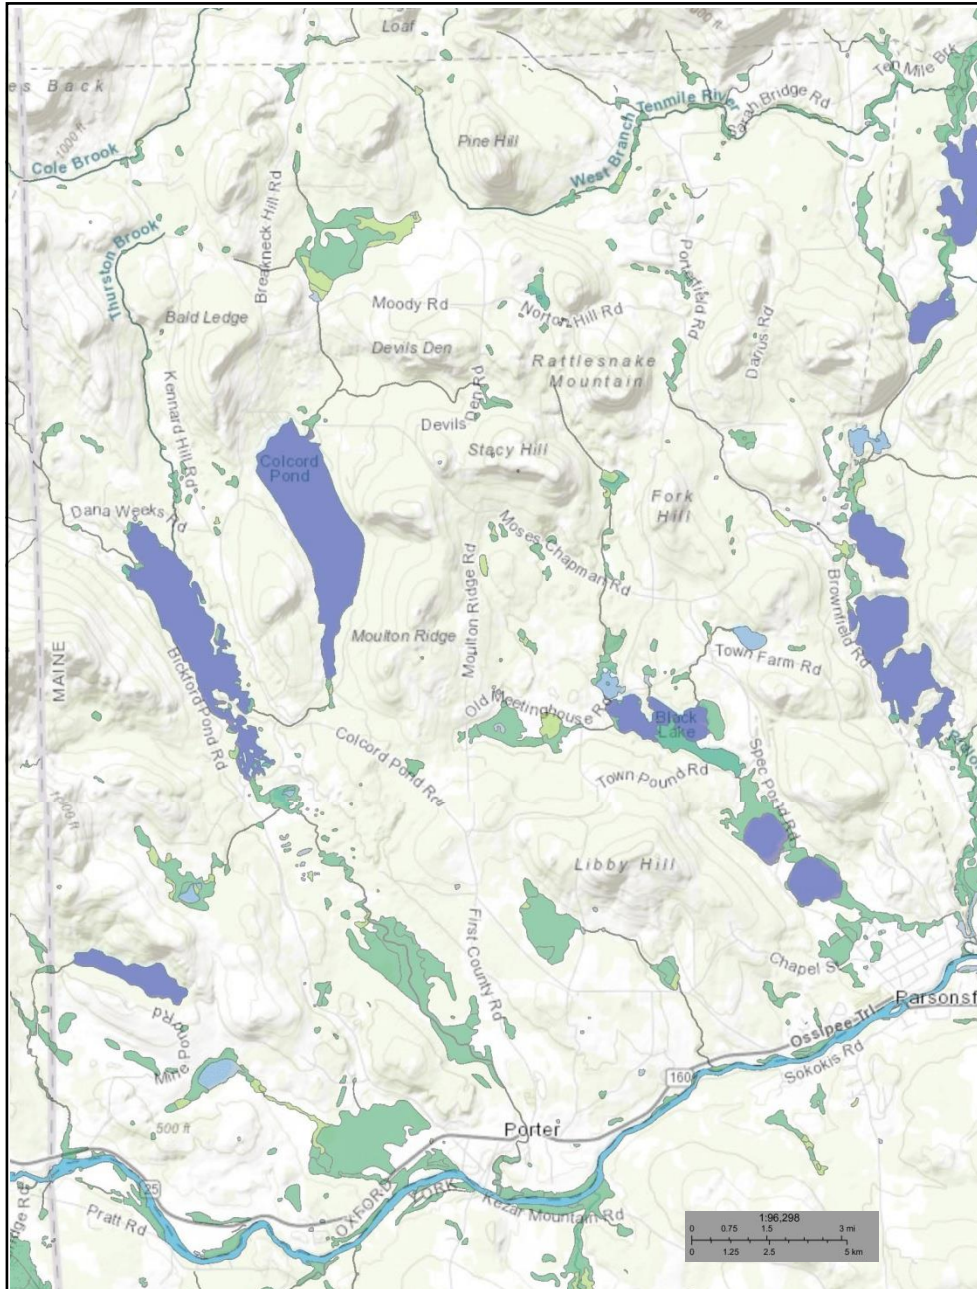 Loaf
es Back
Ten Mile Brk
1000 ft
Cole Brook
Pine Hill
West Branch Tenmile River
Sarah Bridge Rd
Breakneck Hill Rd
Thurston Brook
Bald Ledge
Moody Rd
Norton Hill Rd
Porterfield Rd
Darius Rd
Devils Den
Rattlesnake
Mountain
Kennard Hill Rd
Devils Den Rd
Stacy Hill
Colcord
Pond
Fork
Hill
Dana Weeks Rd
Moses Chapman Rd
Moulton Ridge Rd
Brownfield Rd
MAINE
Moulton Ridge
Town Farm Rd
Bickford Pond Rd
Old Meetinghouse Rd
Black
Lake
Colcord Pond Rd
Town Pound Rd
Spec Pond Rd
Libby Hill
First County Rd
Chapel St
Mine Pond Rd
Parsonsf
Ossipee Trl
Sokokis Rd
160
500 ft
Porter
25
OXFORD
YORK
Kezar Mountain Rd
Pratt Rd
dge Rd
1:96,298
0 0.75 1.5 3 mi
0 1.25 2.5 5 km